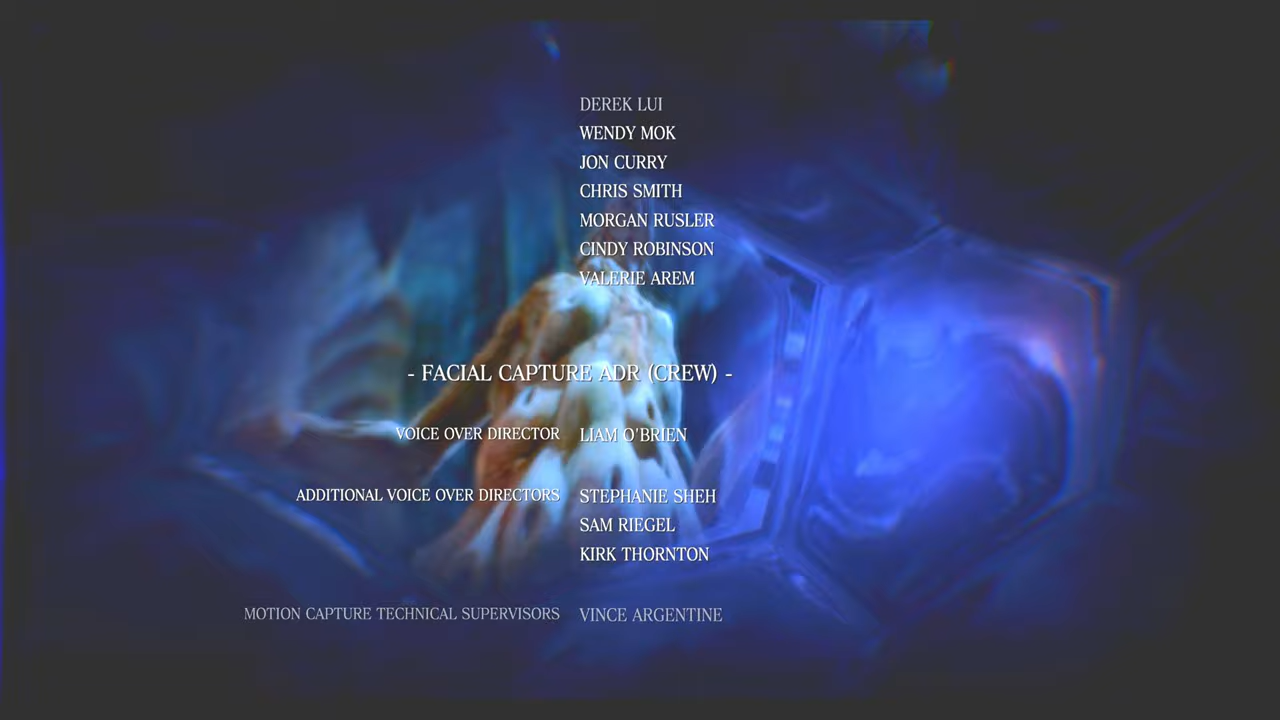 DEREK LUI
WENDY MOK
JON CURRY
CHRIS SMITH
MORGAN RUSLER
CINDY ROBINSON
VALERIE AREM
- FACIAL CAPTURE ADR (CREW) -
VOICE OVER DIRECTOR LIAM O'BRIEN
ADDITIONAL VOICE OVER DIRECTORS STEPHANIE SHEH
SAM RIEGEL
KIRK THORNTON
MOTION CAPTURE TECHNICAL SUPERVISORS VINCE ARGENTINE